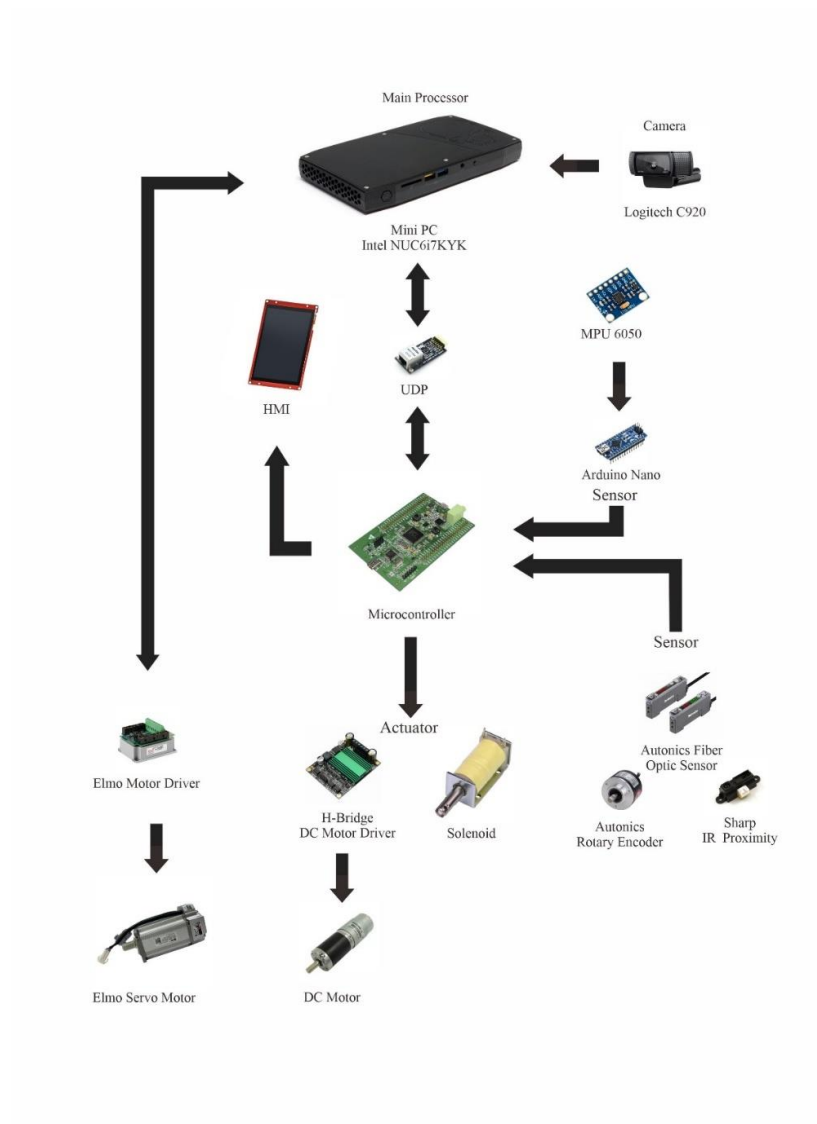 Main Processor
Camera
Logitech C920
Mini PC
Intel NUC6i7KYK
MPU 6050
UDP
HMI
Arduino Nano
Sensor
Microcontroller
Sensor
Actuator
Autonics Fiber
Optic Sensor
Elmo Motor Driver
H-Bridge
DC Motor Driver
Solenoid
Autonics
Rotary Encoder
Sharp
IR Proximity
Elmo Servo Motor
DC Motor